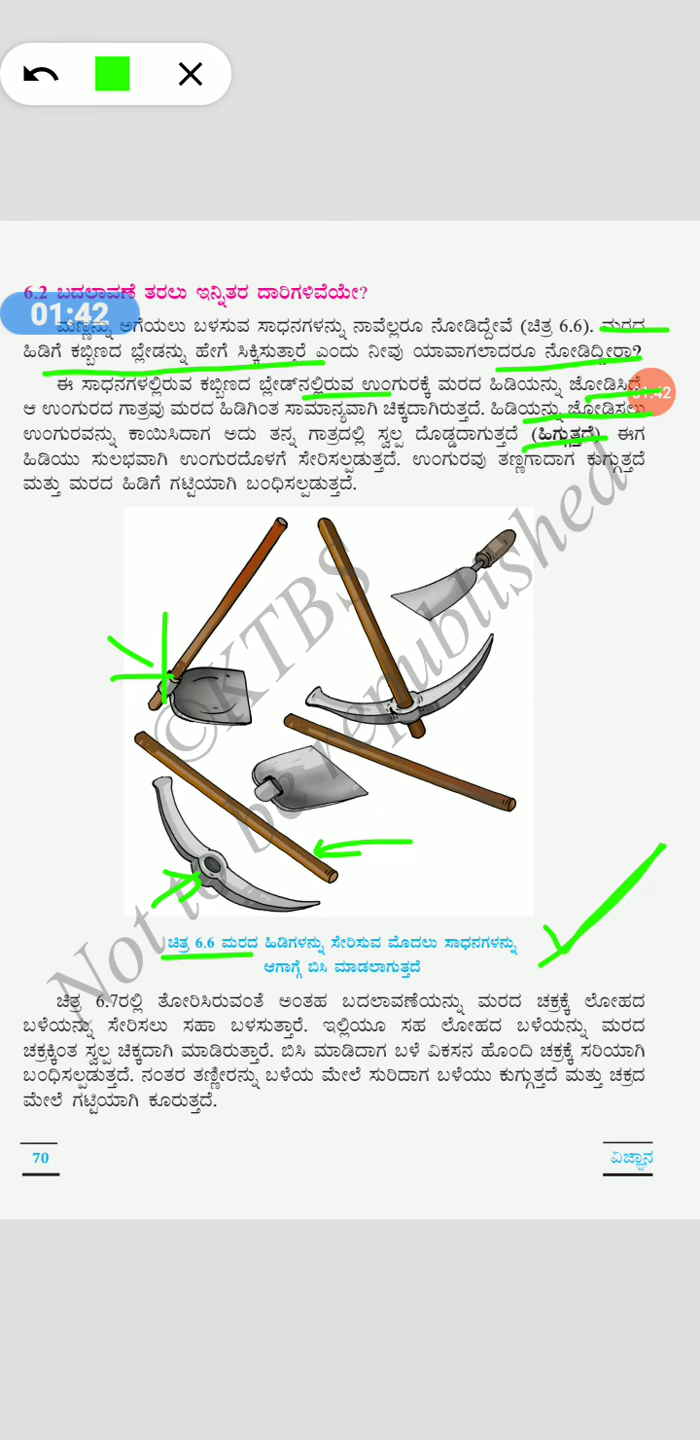 01:42
6.2 ಬದಲಾವಣೆ ತರಲು ಇನ್ನಿತರ ದಾರಿಗಳಿವೆಯೇ?
ಮಣ್ಣನ್ನು ಅಗೆಯಲು ಬಳಸುವ ಸಾಧನಗಳನ್ನು ನಾವೆಲ್ಲರೂ ನೋಡಿದ್ದೇವೆ (ಚಿತ್ರ 6.6). ಮರದ
ಹಿಡಿಗೆ ಕಬ್ಬಿಣದ ಬ್ಲೇಡನ್ನು ಹೇಗೆ ಸಿಕ್ಕಿಸುತ್ತಾರೆ ಎಂದು ನೀವು ಯಾವಾಗಲಾದರೂ ನೋಡಿದ್ದೀರಾ?
ಈ ಸಾಧನಗಳಲ್ಲಿರುವ ಕಬ್ಬಿಣದ ಬ್ಲೇಡ್‌ನಲ್ಲಿರುವ ಉಂಗುರಕ್ಕೆ ಮರದ ಹಿಡಿಯನ್ನು ಜೋಡಿಸಿದೆ
01:42
ಆ ಉಂಗುರದ ಗಾತ್ರವು ಮರದ ಹಿಡಿಗಿಂತ ಸಾಮಾನ್ಯವಾಗಿ ಚಿಕ್ಕದಾಗಿರುತ್ತದೆ. ಹಿಡಿಯನ್ನು ಜೋಡಿಸಲು
ಉಂಗುರವನ್ನು ಕಾಯಿಸಿದಾಗ ಅದು ತನ್ನ ಗಾತ್ರದಲ್ಲಿ ಸ್ವಲ್ಪ ದೊಡ್ಡದಾಗುತ್ತದೆ (ಹಿಗ್ಗುತ್ತದೆ). ಈಗ
ಹಿಡಿಯು ಸುಲಭವಾಗಿ ಉಂಗುರದೊಳಗೆ ಸೇರಿಸಲ್ಪಡುತ್ತದೆ. ಉಂಗುರವು ತಣ್ಣಗಾದಾಗ ಕುಗ್ಗುತ್ತದೆ
ಮತ್ತು ಮರದ ಹಿಡಿಗೆ ಗಟ್ಟಿಯಾಗಿ ಬಂಧಿಸಲ್ಪಡುತ್ತದೆ.
©KTBS
Not to be republished
ಚಿತ್ರ 6.6 ಮರದ ಹಿಡಿಗಳನ್ನು ಸೇರಿಸುವ ಮೊದಲು ಸಾಧನಗಳನ್ನು
ಆಗಾಗ್ಗೆ ಬಿಸಿ ಮಾಡಲಾಗುತ್ತದೆ
ಚಿತ್ರ 6.7ರಲ್ಲಿ ತೋರಿಸಿರುವಂತೆ ಅಂತಹ ಬದಲಾವಣೆಯನ್ನು ಮರದ ಚಕ್ರಕ್ಕೆ ಲೋಹದ
ಬಳೆಯನ್ನು ಸೇರಿಸಲು ಸಹಾ ಬಳಸುತ್ತಾರೆ. ಇಲ್ಲಿಯೂ ಸಹ ಲೋಹದ ಬಳೆಯನ್ನು ಮರದ
ಚಕ್ರಕ್ಕಿಂತ ಸ್ವಲ್ಪ ಚಿಕ್ಕದಾಗಿ ಮಾಡಿರುತ್ತಾರೆ. ಬಿಸಿ ಮಾಡಿದಾಗ ಬಳೆ ವಿಕಸನ ಹೊಂದಿ ಚಕ್ರಕ್ಕೆ ಸರಿಯಾಗಿ
ಬಂಧಿಸಲ್ಪಡುತ್ತದೆ. ನಂತರ ತಣ್ಣೀರನ್ನು ಬಳೆಯ ಮೇಲೆ ಸುರಿದಾಗ ಬಳೆಯು ಕುಗ್ಗುತ್ತದೆ ಮತ್ತು ಚಕ್ರದ
ಮೇಲೆ ಗಟ್ಟಿಯಾಗಿ ಕೂರುತ್ತದೆ.
70
ವಿಜ್ಞಾನ